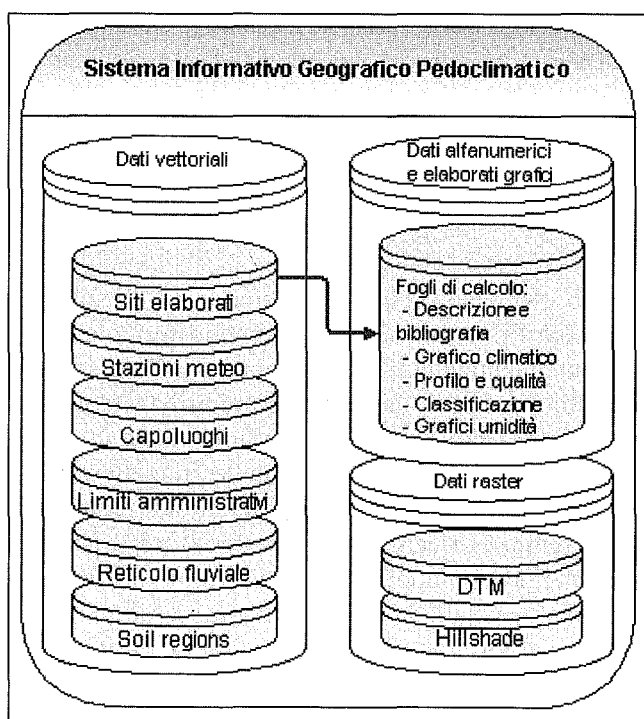 Sistema Informativo Geografico Pedoclimatico
Dati vettoriali
Siti elaborati
Stazioni meteo
Capoluoghi
Limiti amministrativi
Reticolo fluviale
Soil regions
Dati alfanumerici
e elaborati grafici
Fogli di calcolo:
- Descrizione e
bibliografia
- Grafico climatico
- Profilo e qualità
- Classificazione
- Grafici umidità
Dati raster
DTM
Hillshade